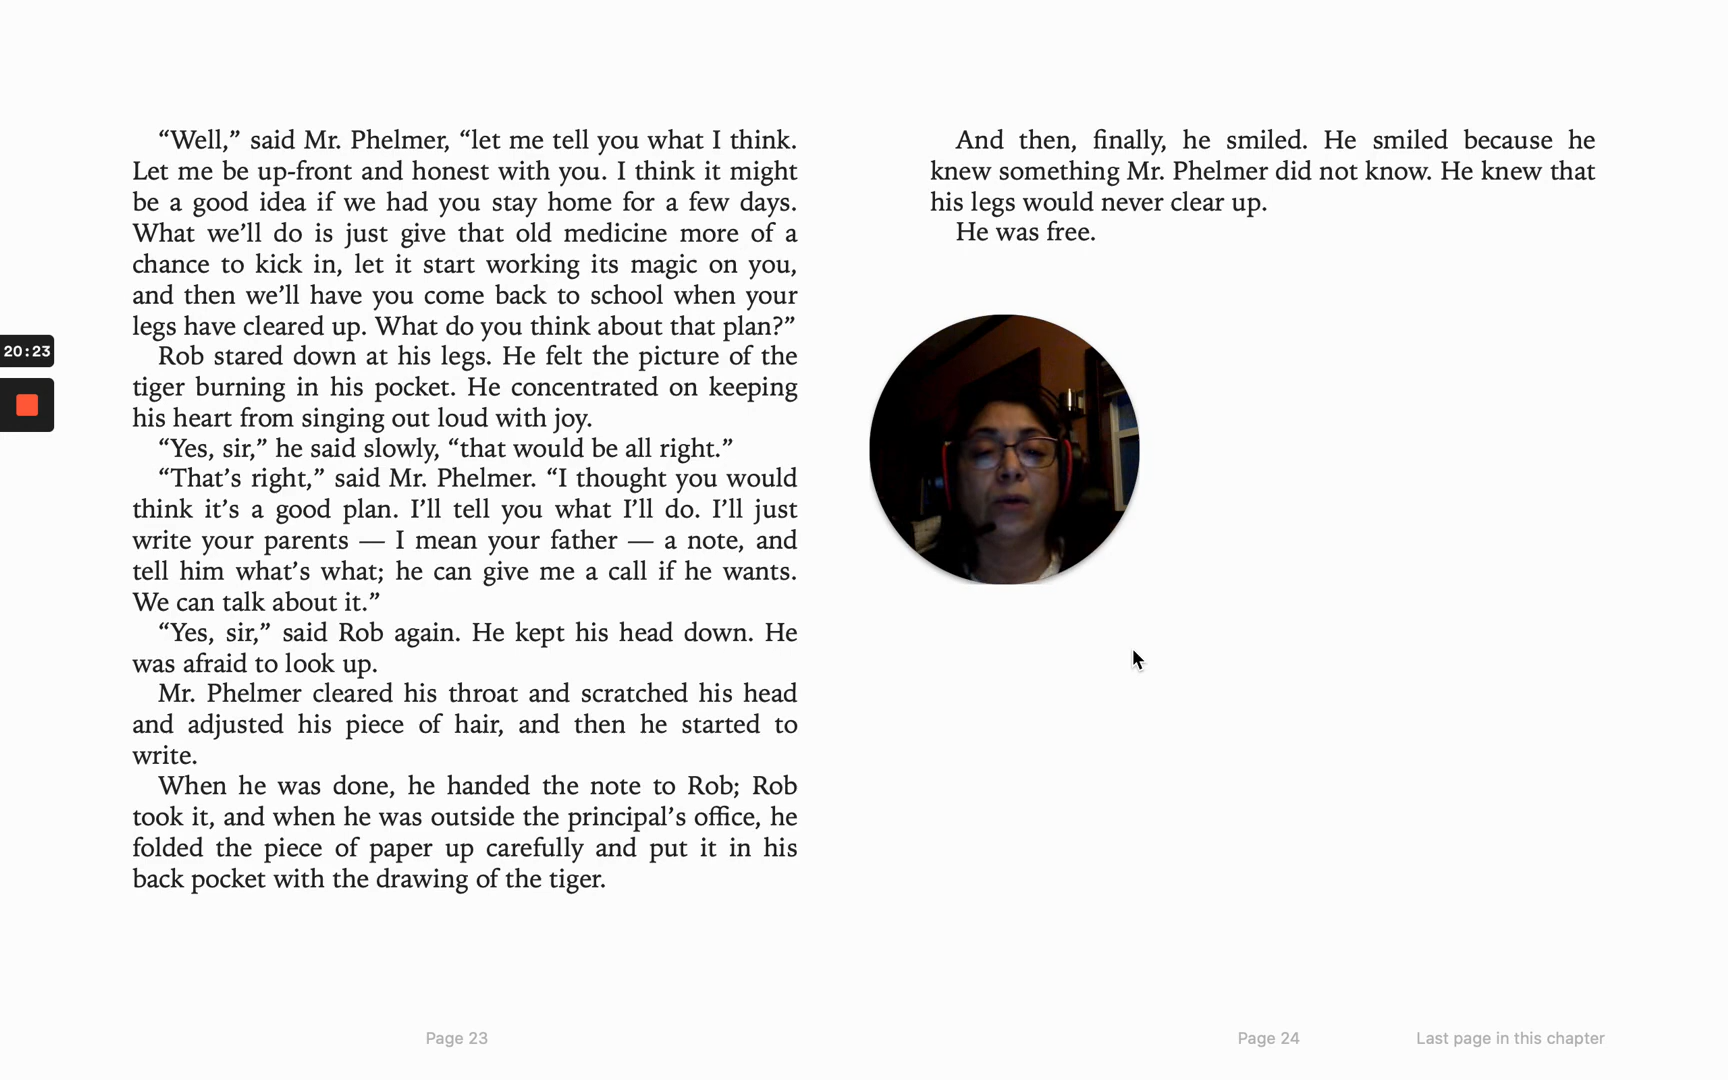 “Well,” said Mr. Phelmer, “let me tell you what I think.
Let me be up-front and honest with you. I think it might
be a good idea if we had you stay home for a few days.
What we’ll do is just give that old medicine more of a
chance to kick in, let it start working its magic on you,
and then we’ll have you come back to school when your
legs have cleared up. What do you think about that plan?”
Rob stared down at his legs. He felt the picture of the
tiger burning in his pocket. He concentrated on keeping
his heart from singing out loud with joy.
“Yes, sir,” he said slowly, “that would be all right.”
“That’s right,” said Mr. Phelmer. “I thought you would
think it’s a good plan. I’ll tell you what I’ll do. I’ll just
write your parents — I mean your father — a note, and
tell him what’s what; he can give me a call if he wants.
We can talk about it.”
“Yes, sir,” said Rob again. He kept his head down. He
was afraid to look up.
Mr. Phelmer cleared his throat and scratched his head
and adjusted his piece of hair, and then he started to
write.
When he was done, he handed the note to Rob; Rob
took it, and when he was outside the principal’s office, he
folded the piece of paper up carefully and put it in his
back pocket with the drawing of the tiger.
Page 23
And then, finally, he smiled. He smiled because he
knew something Mr. Phelmer did not know. He knew that
his legs would never clear up.
He was free.
Page 24
Last page in this chapter
20:23